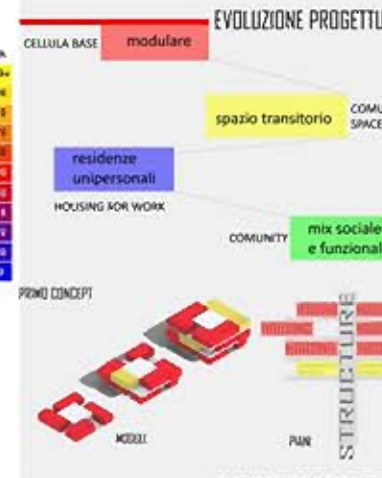 EVOLUZIONE PROGETTU
CELLULA BASE
modulare
spazio transitorio
COMU
SPACE
residenze
unipersonali
HOUSING FOR WORK
COMUNITY
mix sociale
e funzional
PRIMO CONCEPT
MODULI
PIANI
STRUCTURE